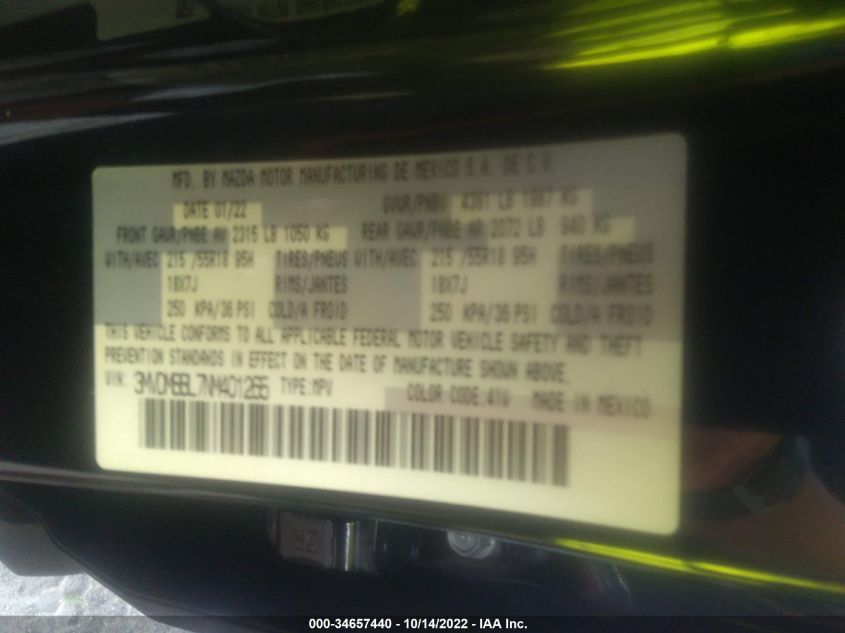 MFD. BY MAZDA MOTOR MANUFACTURING DE MEXICO S.A. DE C.V.
DATE 01/22 GVWR/PNBV 4381 LB 1987 KG
FRONT GAWR/PNBE AV 2315 LB 1050 KG REAR GAWR/PNBE AR 2072 LB 940 KG
WITH/AVEC 215 /55R18 95H TIRES/PNEUS WITH/AVEC 215 /55R18 95H TIRES/PNEUS
18X7J RIMS/JANTES 18X7J RIMS/JANTES
250 KPA/36 PSI COLD/A FROID 250 KPA/36 PSI COLD/A FROID
THIS VEHICLE CONFORMS TO ALL APPLICABLE FEDERAL MOTOR VEHICLE SAFETY AND THEFT
PREVENTION STANDARDS IN EFFECT ON THE DATE OF MANUFACTURE SHOWN ABOVE.
VIN: TYPE:MPV COLOR CODE:41U MADE IN MEXICO
ZR
000-34657440 - 10/14/2022 - IAA Inc.